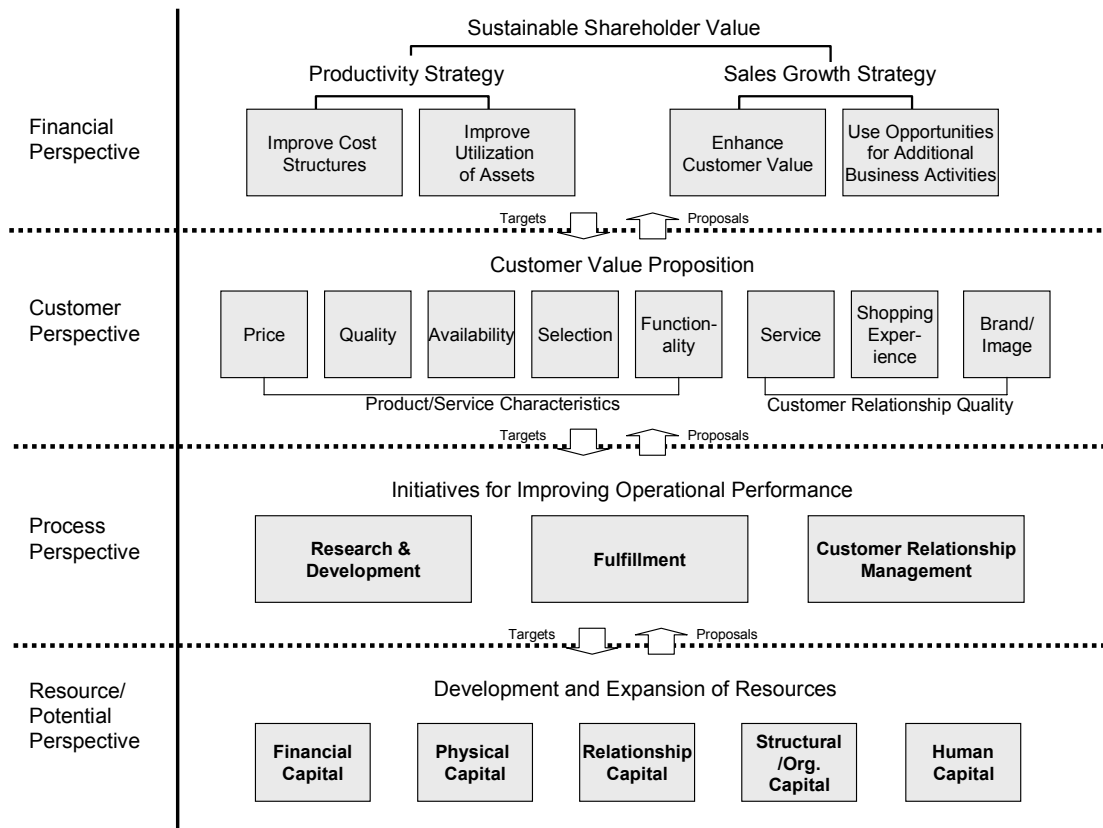 Sustainable Shareholder Value
Productivity Strategy
Sales Growth Strategy
Financial
Perspective
Improve Cost
Structures
Improve
Utilization
of Assets
Enhance
Customer Value
Use Opportunities
for Additional
Business Activities
Targets
Proposals
Customer Value Proposition
Customer
Perspective
Price
Quality
Availability
Selection
Function-
ality
Service
Shopping
Exper-
ience
Brand/
Image
Product/Service Characteristics
Customer Relationship Quality
Targets
Proposals
Initiatives for Improving Operational Performance
Process
Perspective
Research &
Development
Fulfillment
Customer Relationship
Management
Targets
Proposals
Resource/
Potential
Perspective
Development and Expansion of Resources
Financial
Capital
Physical
Capital
Relationship
Capital
Structural
/Org.
Capital
Human
Capital